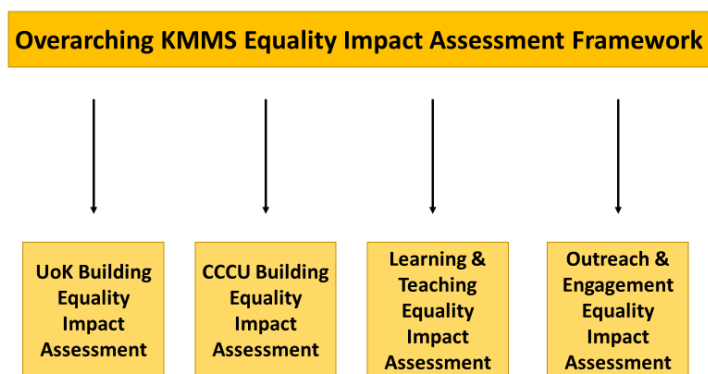 Overarching KMMS Equality Impact Assessment Framework
UoK Building
Equality
Impact
Assessment
CCCU Building
Equality
Impact
Assessment
Learning &
Teaching
Equality
Impact
Assessment
Outreach &
Engagement
Equality
Impact
Assessment